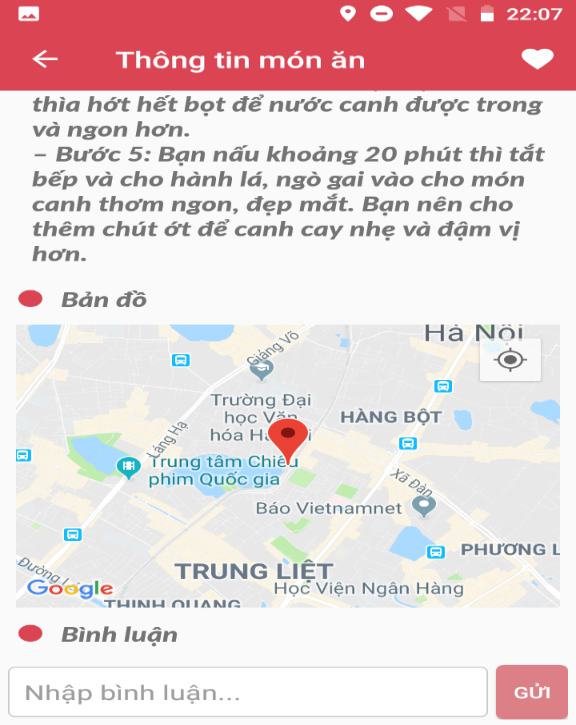 22:07
Thông tin món ăn
thìa hớt hết bọt để nước canh được trong
và ngon hơn.
– Bước 5: Bạn nấu khoảng 20 phút thì tắt
bếp và cho hành lá, ngò gai vào cho món
canh thơm ngon, đẹp mắt. Bạn nên cho
thêm chút ớt để canh cay nhẹ và đậm vị
hơn.
Bản đồ
Hà Nội
Giảng Võ
Trường Đại
học Văn
hóa Hà
HÀNG BỘT
Láng Hạ
Trung tâm Chiếu
phim Quốc gia
Xã Đàn
Báo Vietnamnet
PHƯƠNG L
TRUNG LIỆT
Đường
Học Viện Ngân Hàng
Google
THỊNH QUANG
Bình luận
Nhập bình luận...
GỬI